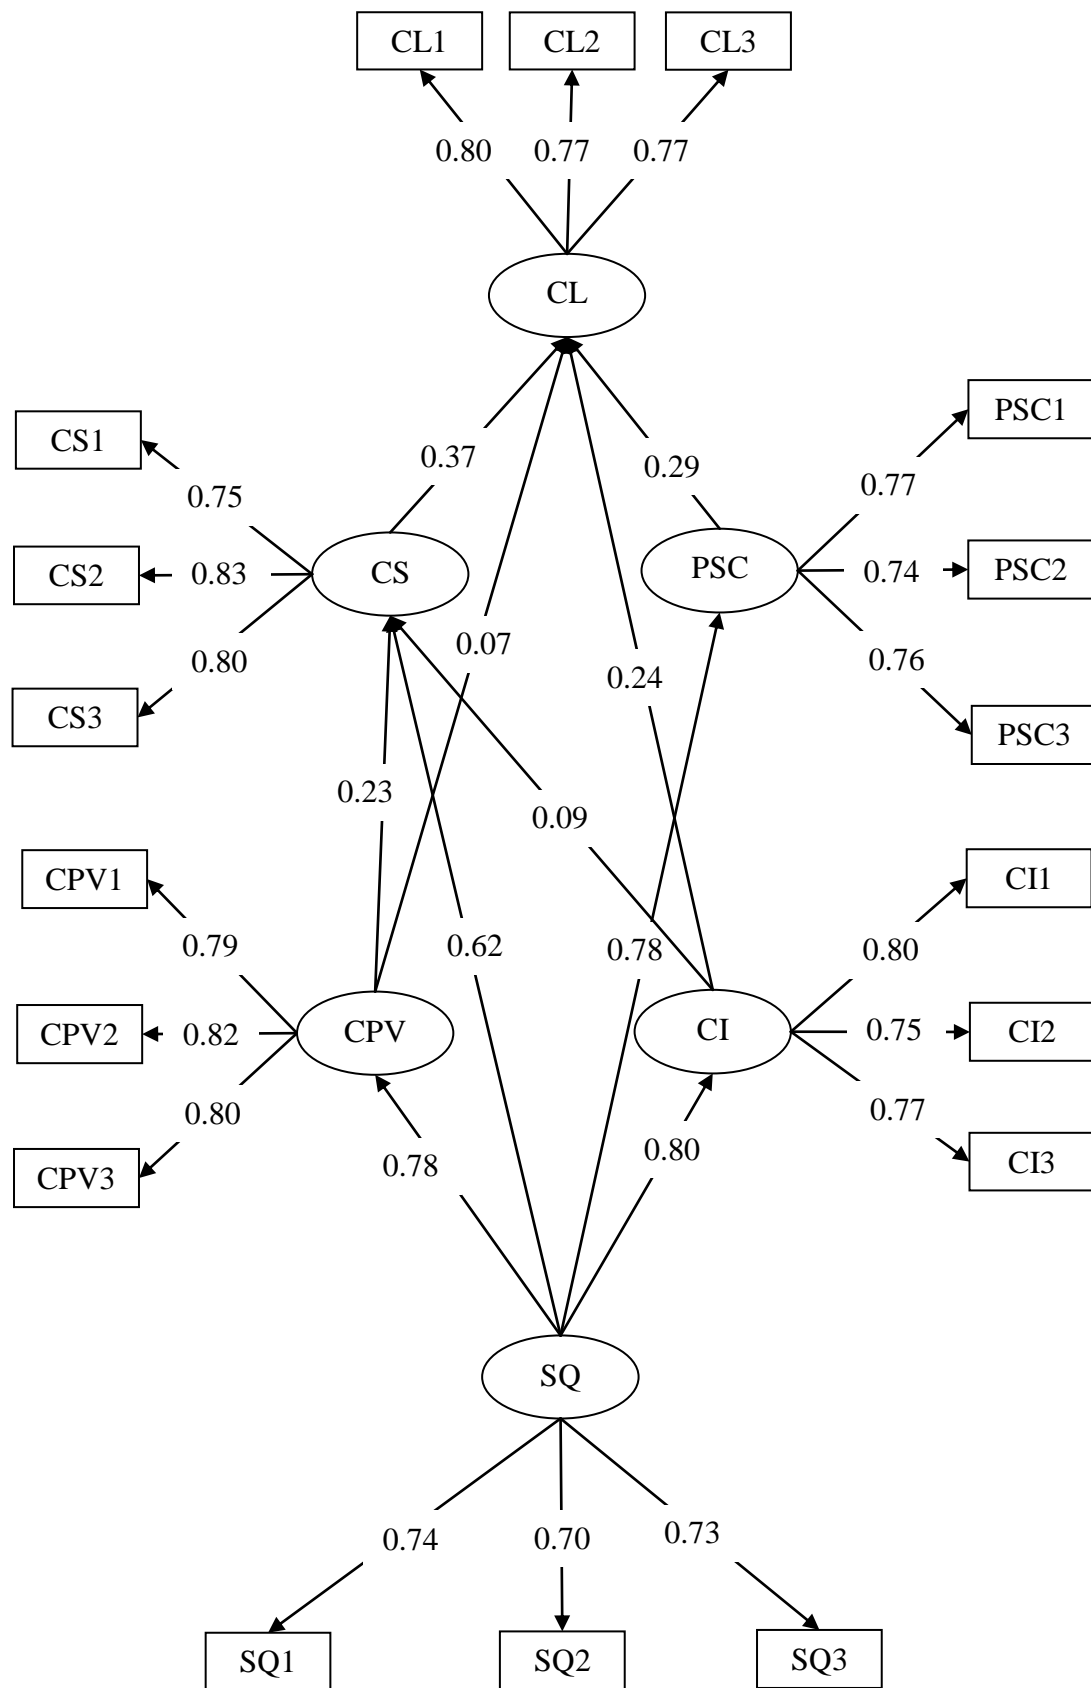 CL1 CL2 CL3
0.80 0.77 0.77
CL
CS1 PSC1
0.37 0.29
0.75 0.77
CS2 0.83 CS PSC 0.74 PSC2
0.07
0.80 0.24 0.76
CS3 PSC3
0.23 0.09
CPV1 CI1
0.79 0.62 0.78 0.80
CPV2 0.82 CPV CI 0.75 CI2
0.80 0.77
CPV3 0.78 0.80 CI3
SQ
0.74 0.70 0.73
SQ1 SQ2 SQ3